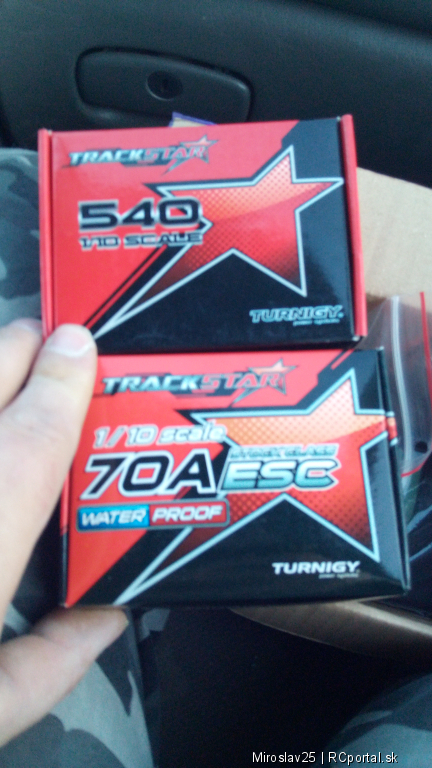 TRACKSTAR
540
1:10 SCALE
TURNIGY
TRACKSTAR
1/10 scale
70A ESC
WATER PROOF
TURNIGY
Miroslav25 | RCportal.sk